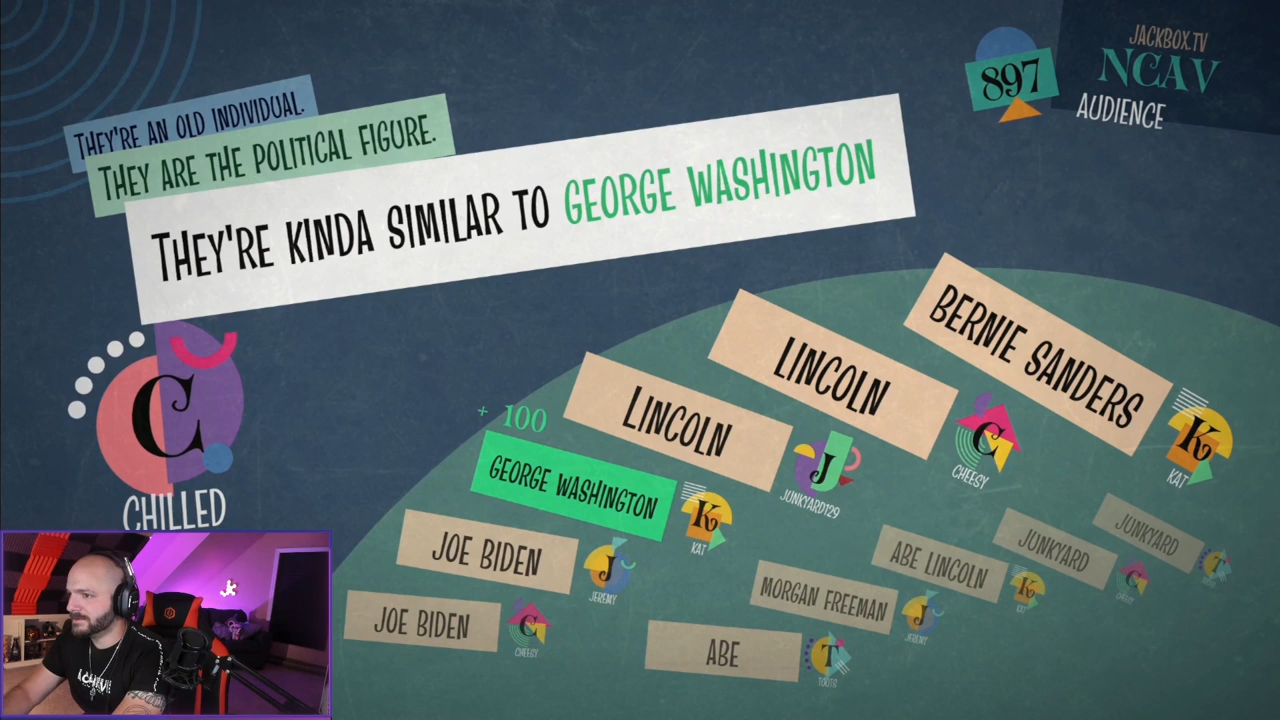 JACKBOX.TV
NCAV
897
AUDIENCE
THEY'RE AN OLD INDIVIDUAL.
THEY ARE THE POLITICAL FIGURE.
THEY'RE KINDA SIMILAR TO GEORGE WASHINGTON
C
CHILLED
BERNIE SANDERS
K
KAT
LINCOLN
C
CHEESY
LINCOLN
J
JUNKYARD129
+ 100
GEORGE WASHINGTON
K
KAT
JOE BIDEN
J
JEREMY
JOE BIDEN
C
CHEESY
JUNKYARD
JUNKYARD
C
CHEESY
ABE LINCOLN
K
KAT
MORGAN FREEMAN
J
JEREMY
ABE
T
TOOTS